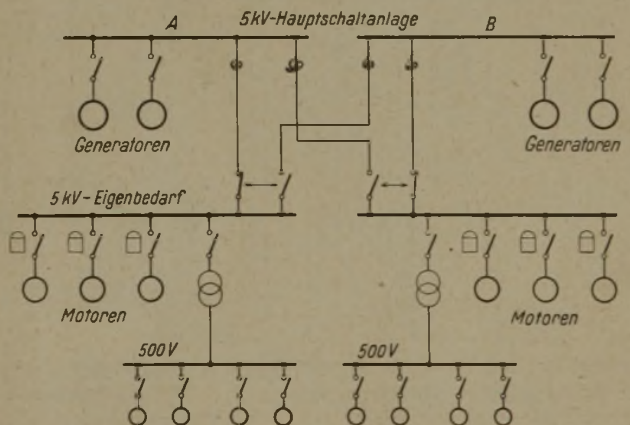 A 5kV-Hauptschaltanlage B
Generatoren Generatoren
5kV-Eigenbedarf
Motoren Motoren
500V 500V